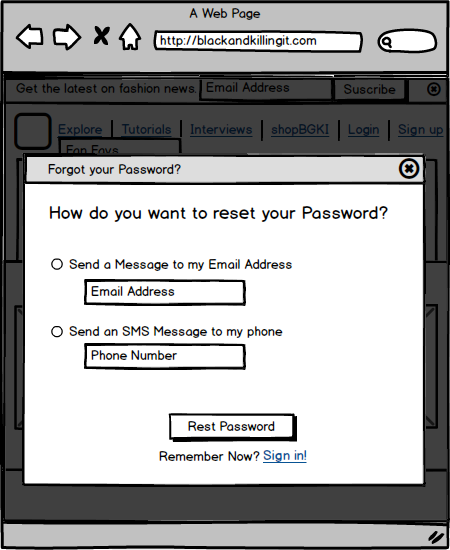 A Web Page
http://blackandkillingit.com
Get the latest on fashion news. Email Address Suscribe
Explore Tutorials Interviews shopBGKI Login Sign up
Fan Favs
Forgot your Password?
How do you want to reset your Password?
Send a Message to my Email Address
Email Address
Send an SMS Message to my phone
Phone Number
Rest Password
Remember Now? Sign in!